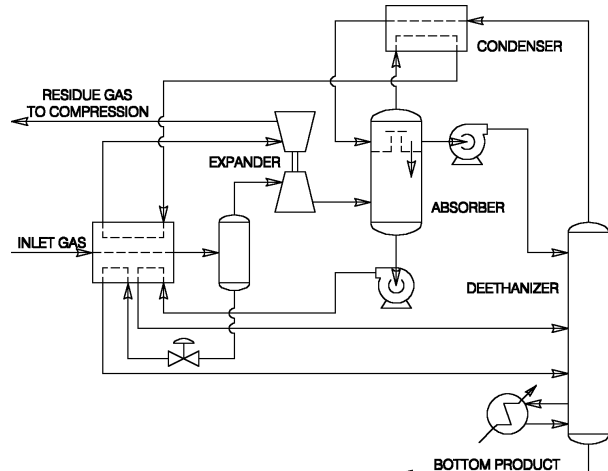 CONDENSER
RESIDUE GAS
TO COMPRESSION
EXPANDER
ABSORBER
INLET GAS
DEETHANIZER
BOTTOM PRODUCT